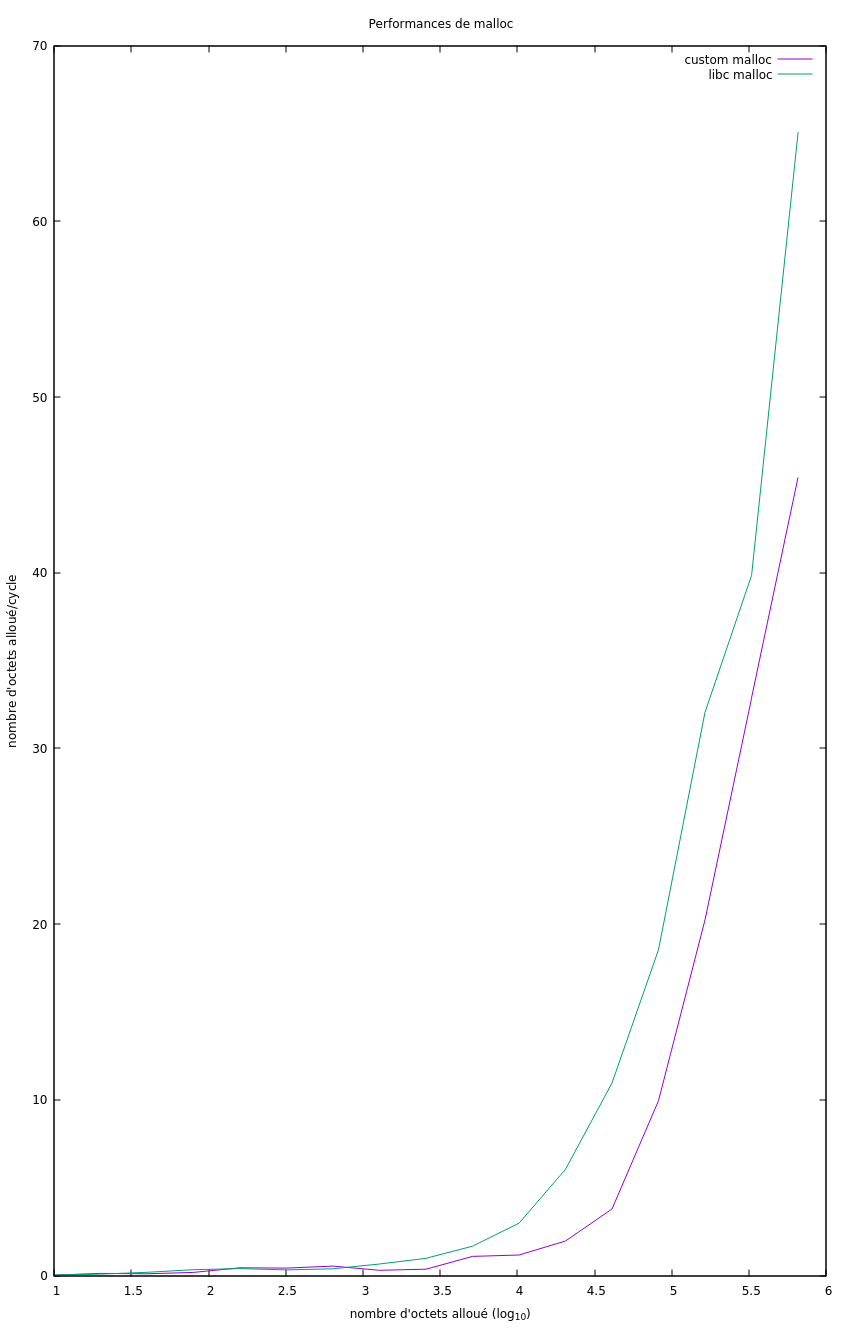 Performances de malloc
70
custom malloc
libc malloc
60
50
40
30
20
10
0
nombre d'octets alloué/cycle
1 1.5 2 2.5 3 3.5 4 4.5 5 5.5 6
nombre d'octets alloué (log₁₀)